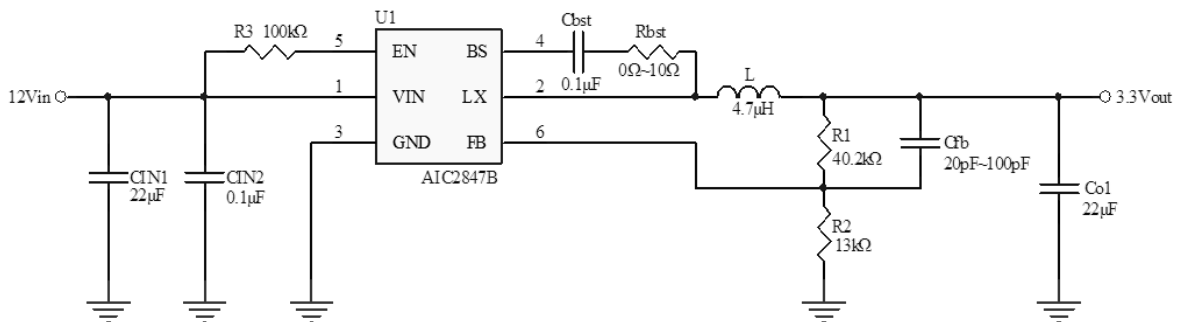 U1
R3 100kΩ
5
EN
BS
4
Cbst
0.1μF
Rbst
0Ω~10Ω
12Vin
1
VIN
LX
2
L
4.7μH
3.3Vout
3
GND
FB
6
AIC2847B
R1
40.2kΩ
Cfb
20pF~100pF
CIN1
22μF
CIN2
0.1μF
Co1
22μF
R2
13kΩ